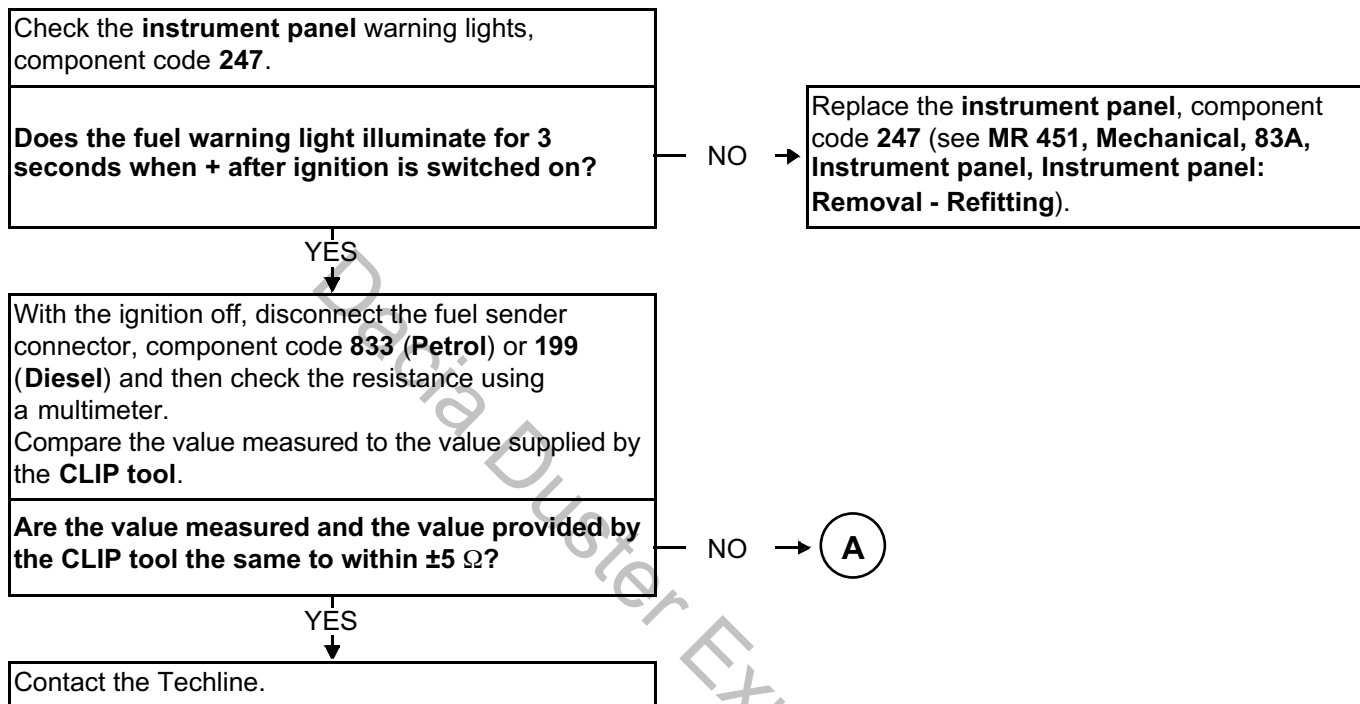 Check the instrument panel warning lights,
component code 247.
Does the fuel warning light illuminate for 3
seconds when + after ignition is switched on?
NO
Replace the instrument panel, component
code 247 (see MR 451, Mechanical, 83A,
Instrument panel, Instrument panel:
Removal - Refitting).
YES
With the ignition off, disconnect the fuel sender
connector, component code 833 (Petrol) or 199
(Diesel) and then check the resistance using
a multimeter.
Compare the value measured to the value supplied by
the CLIP tool.
Are the value measured and the value provided by
the CLIP tool the same to within ±5 Ω?
NO
A
YES
Contact the Techline.
Dacia Duster